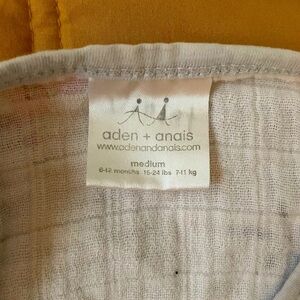 aden + anais
www.adenandanais.com
medium
6-12 months 15-24 lbs 7-11 kg